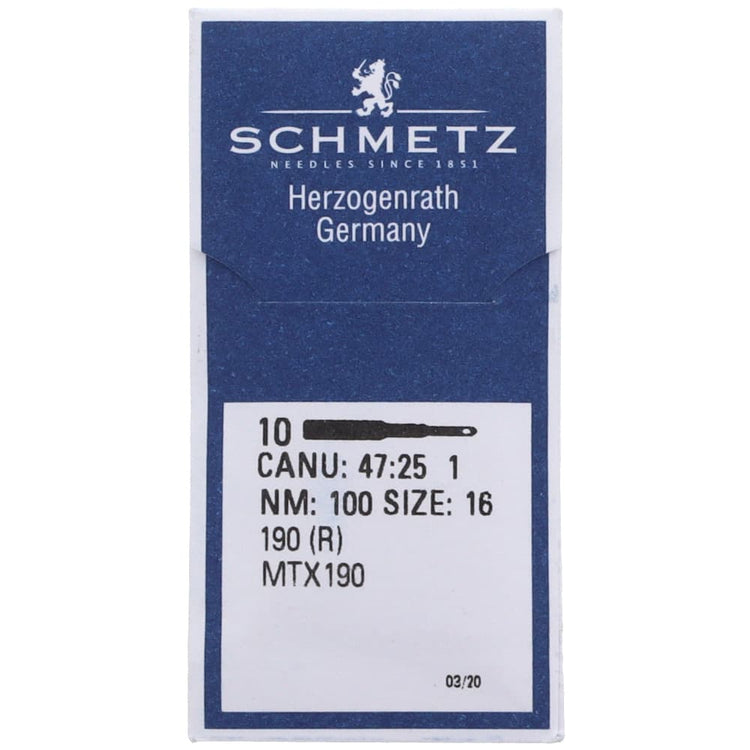 SCHMETZ
NEEDLES SINCE 1851
Herzogenrath
Germany
10
CANU: 47:25 1
NM: 100 SIZE: 16
190 (R)
MTX190
03/20